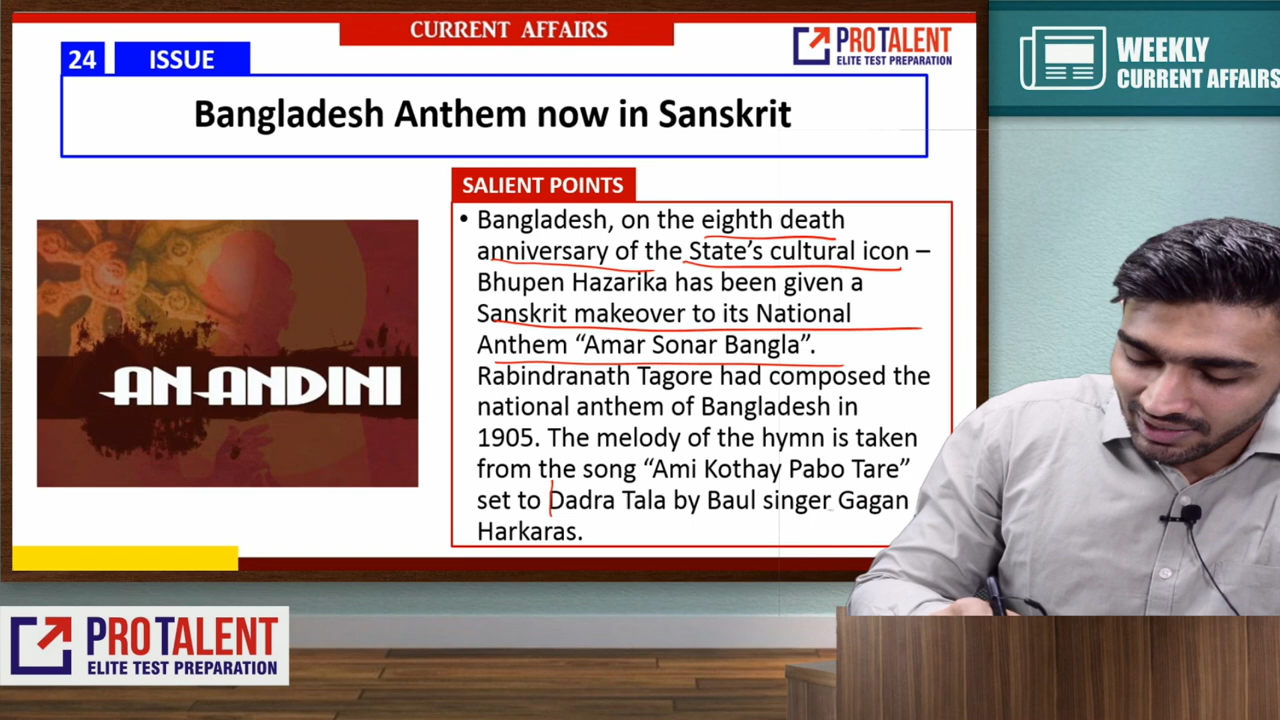 CURRENT AFFAIRS
PROTALENT
ELITE TEST PREPARATION
WEEKLY
CURRENT AFFAIRS
24 ISSUE
Bangladesh Anthem now in Sanskrit
SALIENT POINTS
• Bangladesh, on the eighth death
anniversary of the State's cultural icon –
Bhupen Hazarika has been given a
Sanskrit makeover to its National
Anthem “Amar Sonar Bangla”.
Rabindranath Tagore had composed the
national anthem of Bangladesh in
1905. The melody of the hymn is taken
from the song “Ami Kothay Pabo Tare”
set to Dadra Tala by Baul singer Gagan
Harkaras.
AN ANDINI
PROTALENT
ELITE TEST PREPARATION